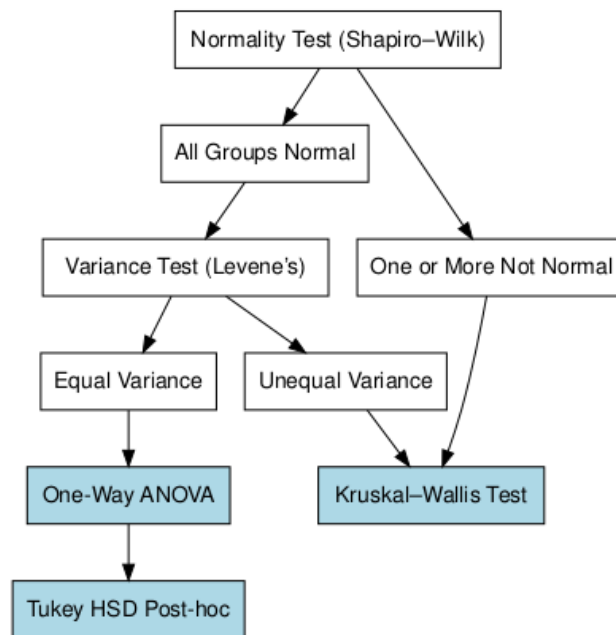 Normality Test (Shapiro–Wilk)
All Groups Normal
Variance Test (Levene's)
One or More Not Normal
Equal Variance
Unequal Variance
One-Way ANOVA
Kruskal–Wallis Test
Tukey HSD Post-hoc